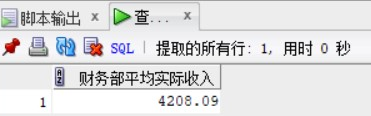 脚本输出 × 查... ×
SQL | 提取的所有行: 1, 用时 0 秒
财务部平均实际收入
1 4208.09